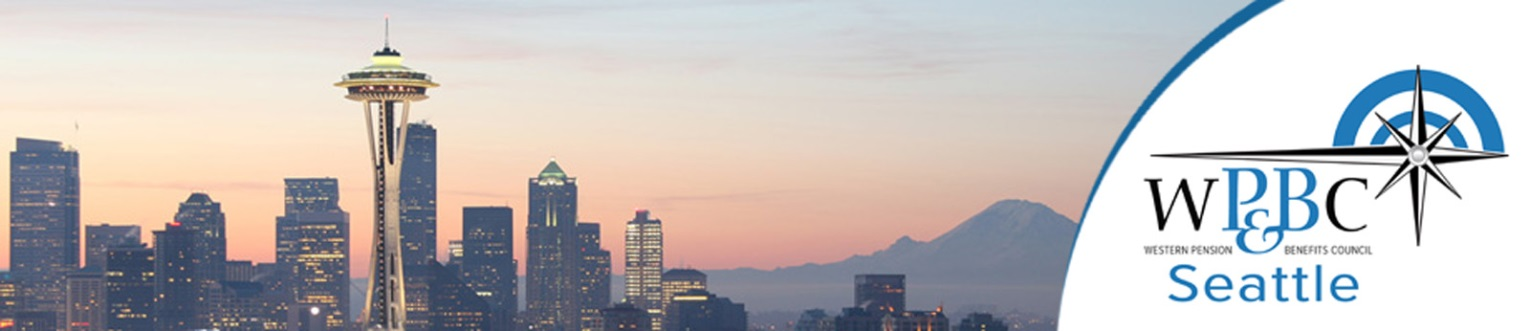 WP&BC
WESTERN PENSION BENEFITS COUNCIL
Seattle